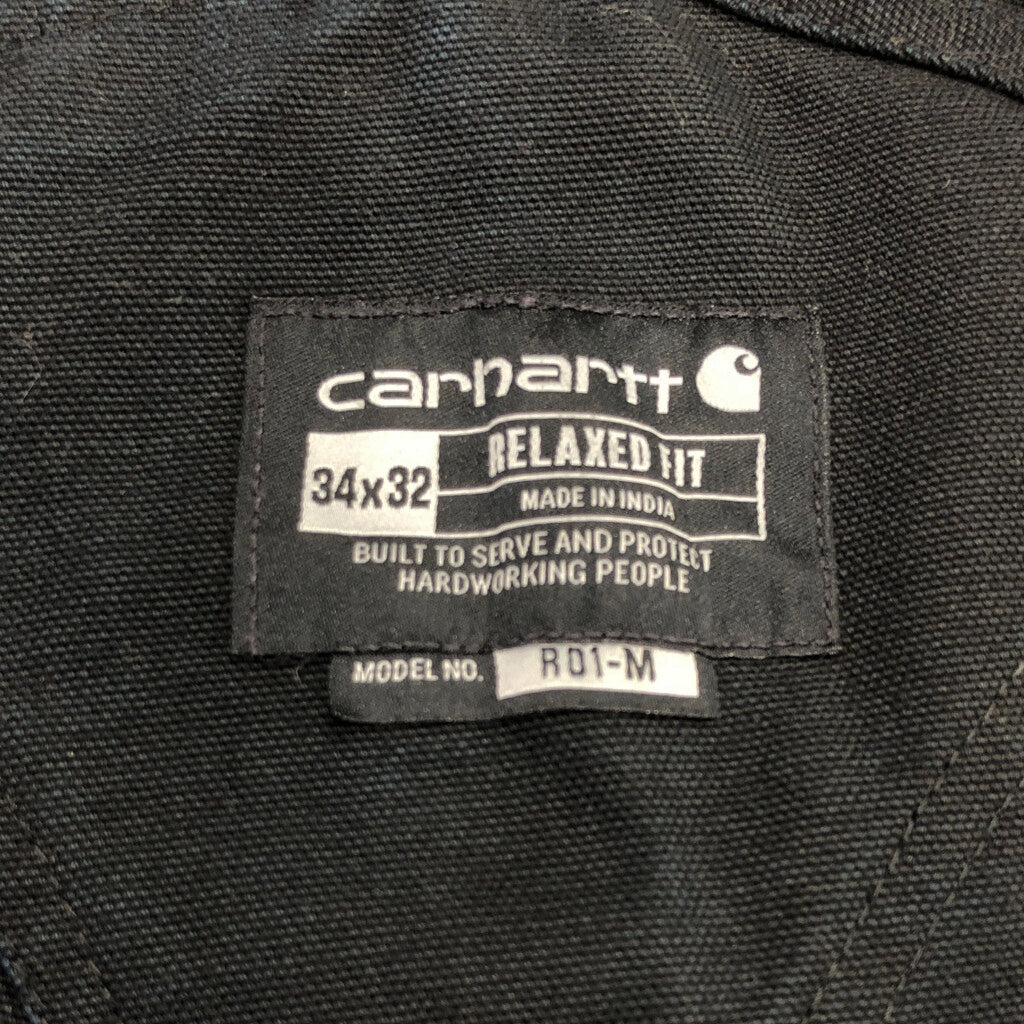 carhartt
34x32
RELAXED FIT
MADE IN INDIA
BUILT TO SERVE AND PROTECT
HARDWORKING PEOPLE
MODEL NO. R01-M